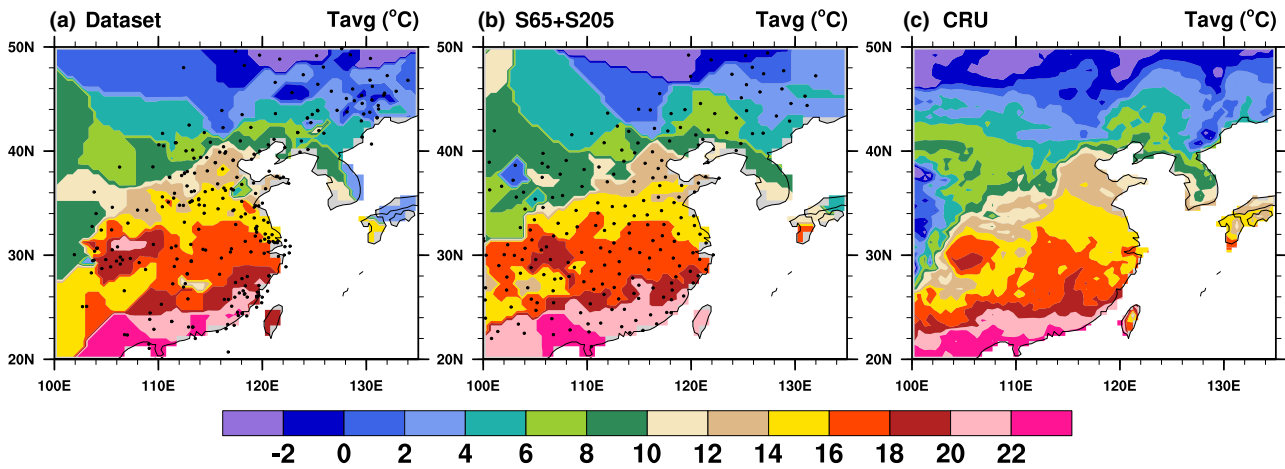 (a) Dataset Tavg (°C) (b) S65+S205 Tavg (°C) (c) CRU Tavg (°C)
50N 50N 50N
40N 40N 40N
30N 30N 30N
20N 20N 20N
100E 110E 120E 130E 100E 110E 120E 130E 100E 110E 120E 130E
-2 0 2 4 6 8 10 12 14 16 18 20 22